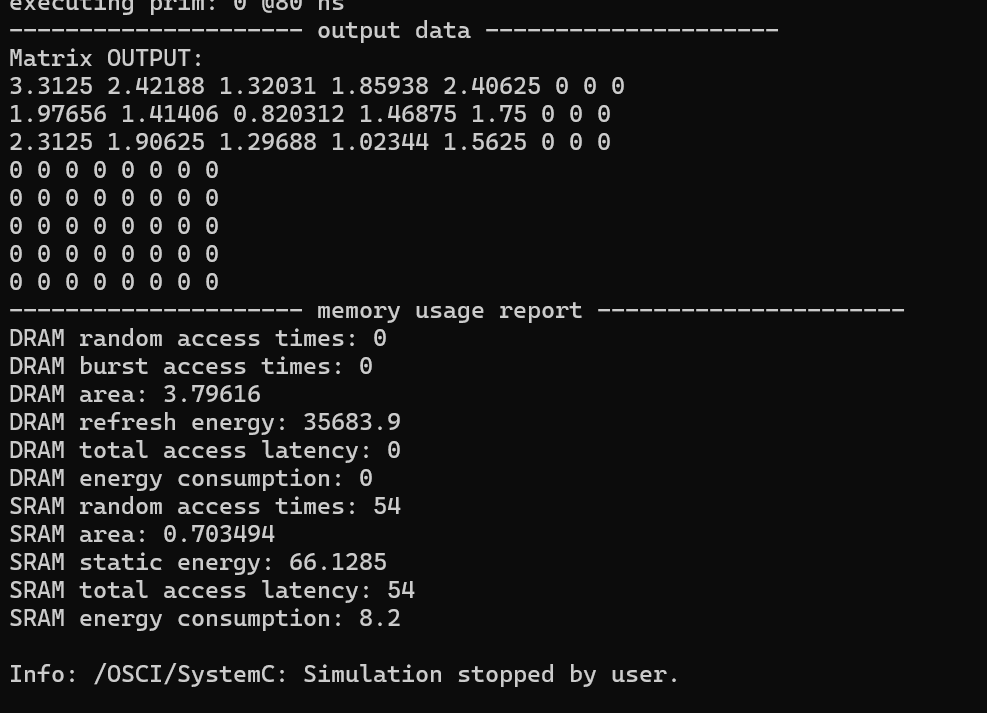 executing prim: 0 @80 ns
--------------------- output data ---------------------
Matrix OUTPUT:
3.3125 2.42188 1.32031 1.85938 2.40625 0 0 0
1.97656 1.41406 0.820312 1.46875 1.75 0 0 0
2.3125 1.90625 1.29688 1.02344 1.5625 0 0 0
0 0 0 0 0 0 0 0
0 0 0 0 0 0 0 0
0 0 0 0 0 0 0 0
0 0 0 0 0 0 0 0
0 0 0 0 0 0 0 0
--------------------- memory usage report ----------------------
DRAM random access times: 0
DRAM burst access times: 0
DRAM area: 3.79616
DRAM refresh energy: 35683.9
DRAM total access latency: 0
DRAM energy consumption: 0
SRAM random access times: 54
SRAM area: 0.703494
SRAM static energy: 66.1285
SRAM total access latency: 54
SRAM energy consumption: 8.2
Info: /OSCI/SystemC: Simulation stopped by user.